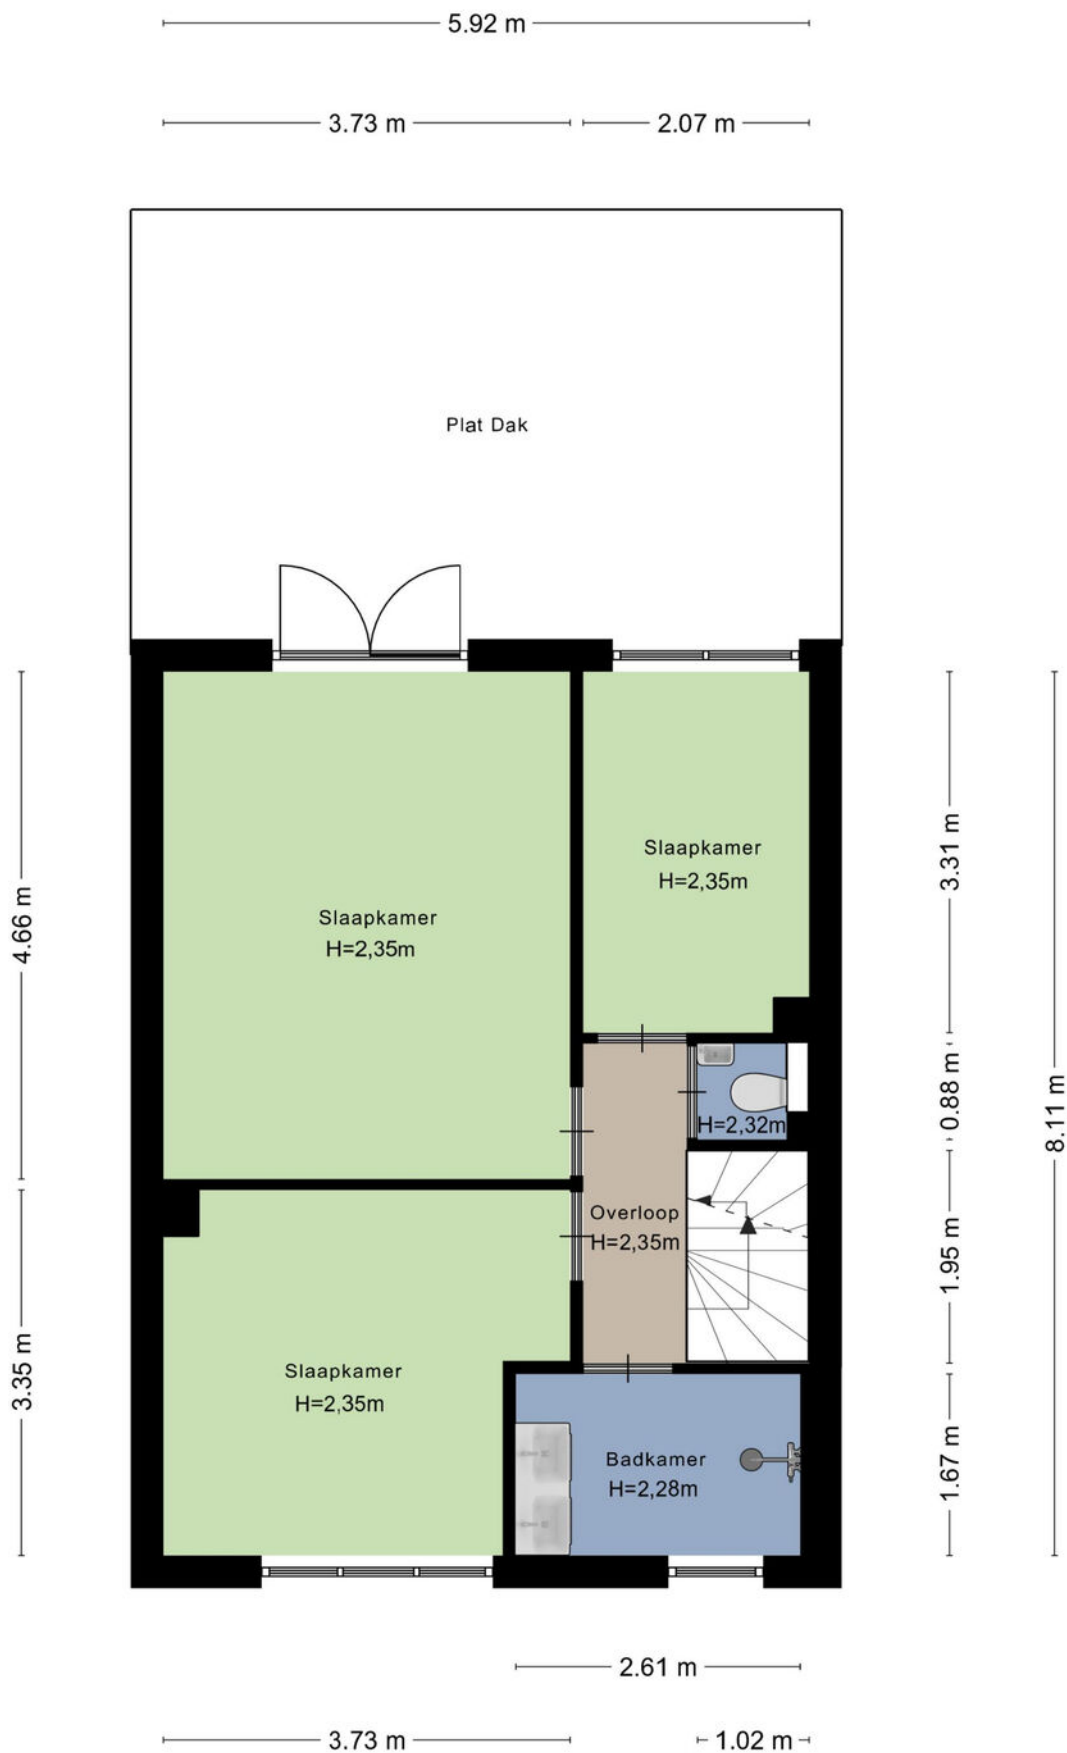 5.92 m
3.73 m
2.07 m
Plat Dak
Slaapkamer
H=2,35m
3.31 m
Slaapkamer
H=2,35m
4.66 m
0.88 m
8.11 m
H=2,32m
Overloop
H=2,35m
1.95 m
3.35 m
Slaapkamer
H=2,35m
Badkamer
H=2,28m
1.67 m
2.61 m
3.73 m
1.02 m